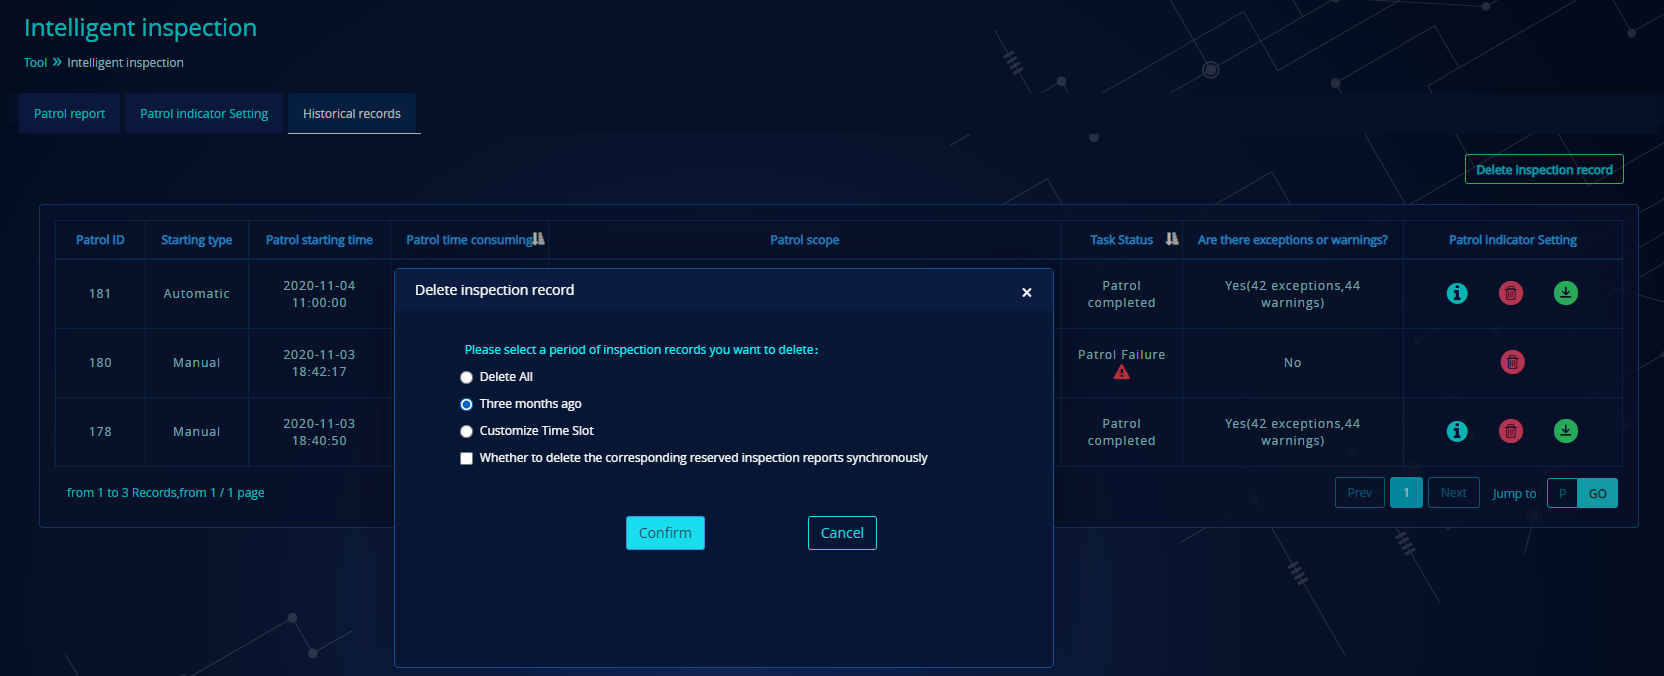 Intelligent inspection
Tool » Intelligent inspection
Patrol report
Patrol indicator Setting
Historical records
Delete inspection record
Patrol ID
Starting type
Patrol starting time
Patrol time consuming
Patrol scope
Task Status
Are there exceptions or warnings?
Patrol indicator Setting
181
Automatic
2020-11-04
11:00:00
Patrol
completed
Yes(42 exceptions,44
warnings)
180
Manual
2020-11-03
18:42:17
Patrol Failure
No
178
Manual
2020-11-03
18:40:50
Patrol
completed
Yes(42 exceptions,44
warnings)
from 1 to 3 Records,from 1 / 1 page
Prev
1
Next
Jump to
P
GO
Delete inspection record
×
Please select a period of inspection records you want to delete:
Delete All
Three months ago
Customize Time Slot
Whether to delete the corresponding reserved inspection reports synchronously
Confirm
Cancel